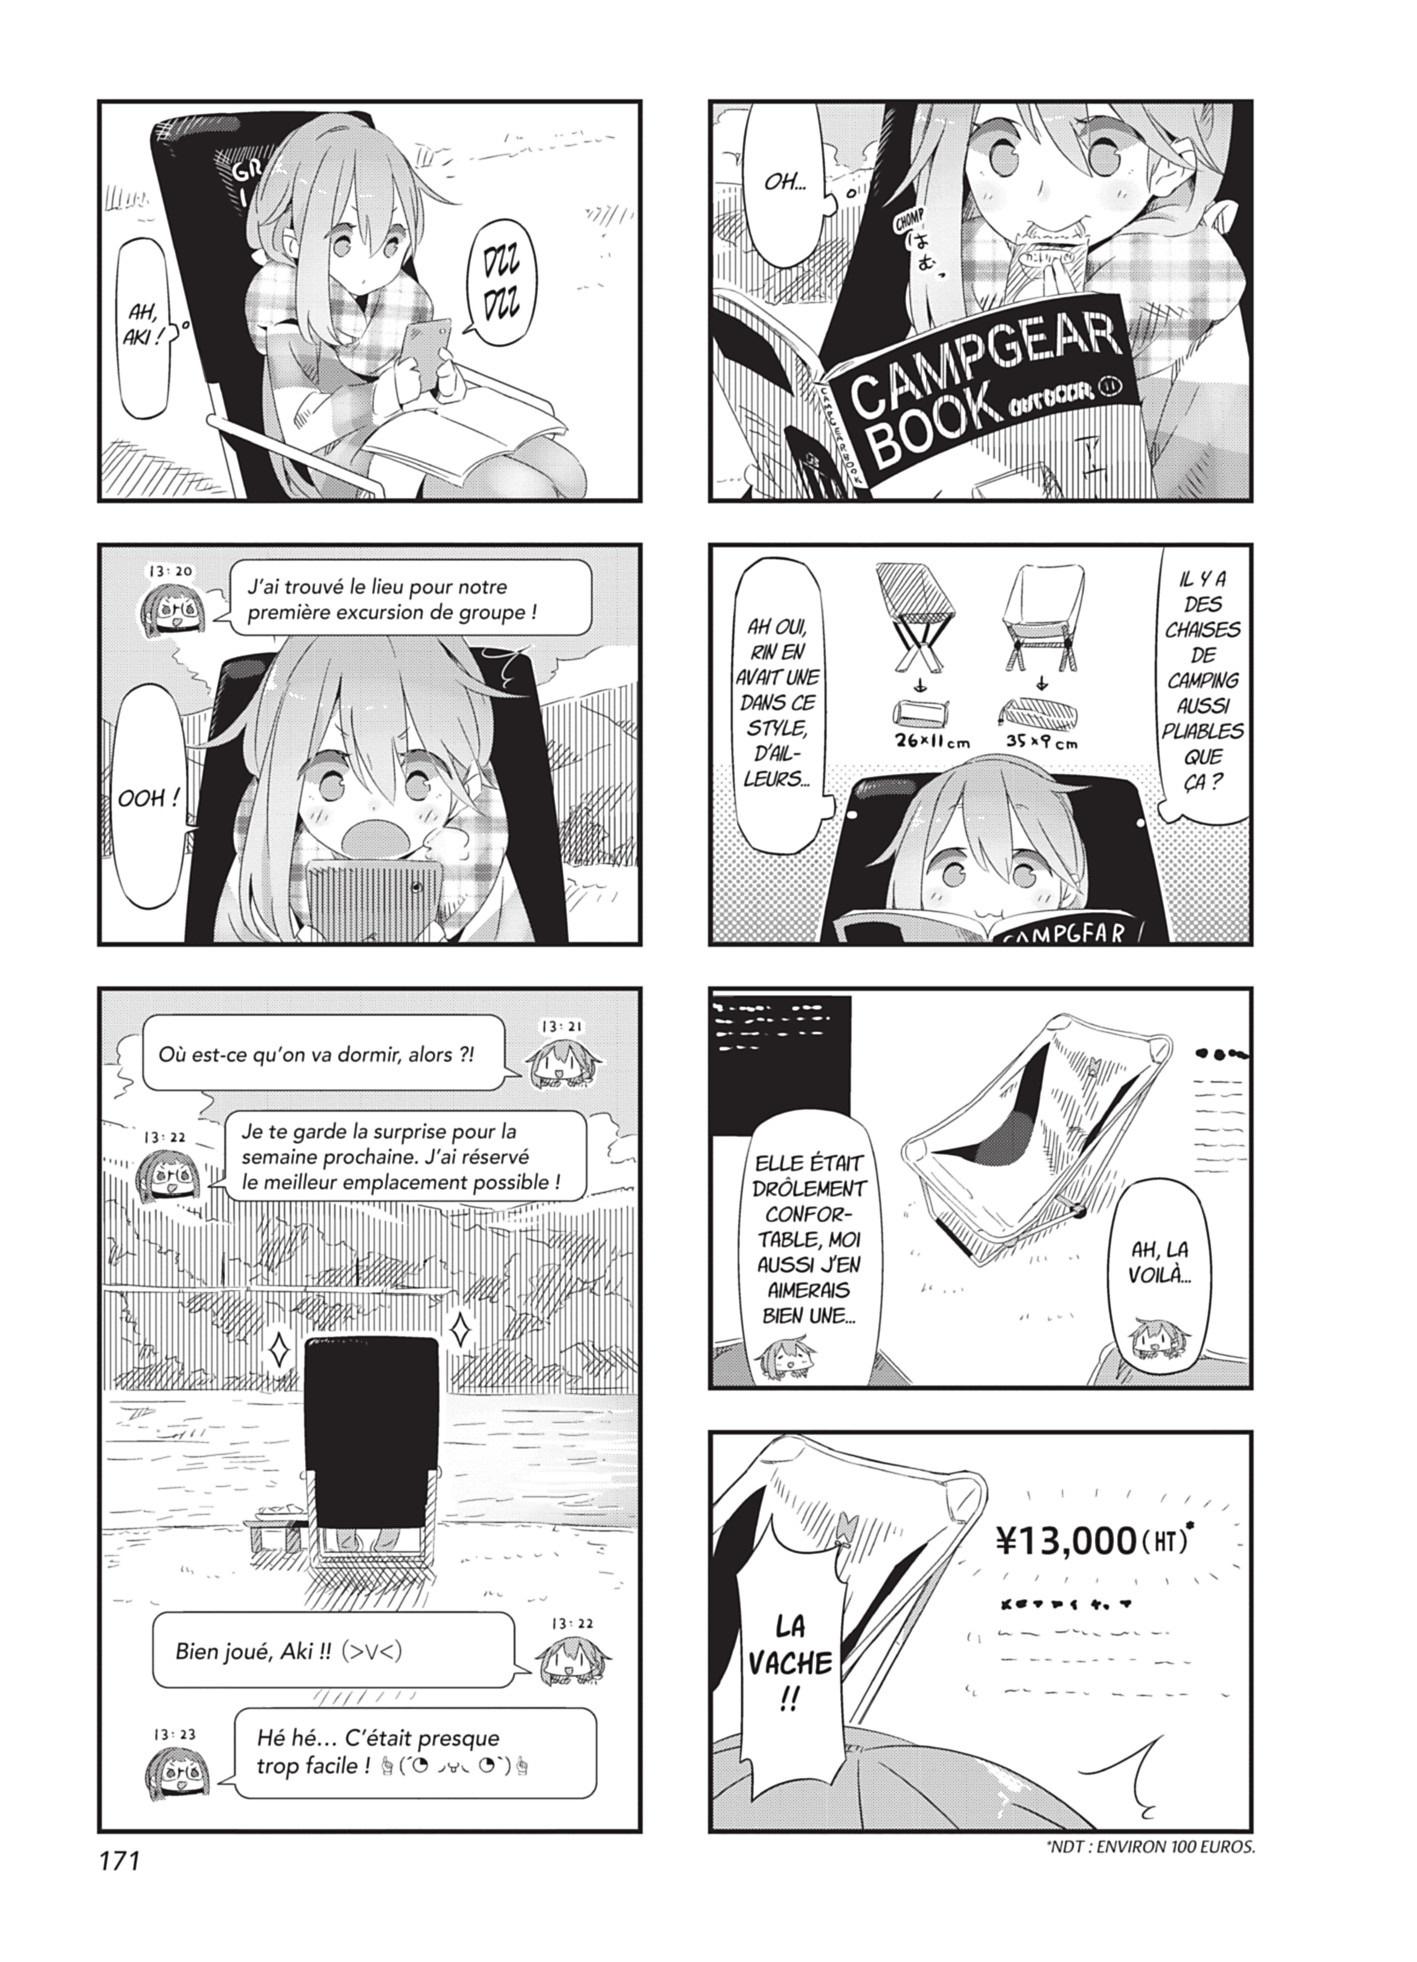 OH...
CHOMP
はむっ
CAMPGEAR
BOOK OUTDOOR 11
IL Y A
DES
CHAISES
DE
CAMPING
AUSSI
PLIABLES
QUE
ÇA ?
26×11cm 35×9cm
AH OUI,
RIN EN
AVAIT UNE
DANS CE
STYLE,
D'AIL-
LEURS...
CAMPGEAR
AH, LA
VOILÀ...
ELLE ÉTAIT
DRÔLEMENT
CONFOR-
TABLE, MOI
AUSSI J'EN
AIMERAIS
BIEN UNE...
¥13,000(HT)*
LA
VACHE
!!
*NDT : ENVIRON 100 EUROS.
GR
DZZ
DZZ
AH,
AKI !
13:20
J'ai trouvé le lieu pour notre
première excursion de groupe !
OOH !
13:21
Où est-ce qu'on va dormir, alors ?!
13:22
Je te garde la surprise pour la
semaine prochaine. J'ai réservé
le meilleur emplacement possible !
13:22
Bien joué, Aki !! (>V<)
13:23
Hé hé... C'était presque
trop facile ! ☝(´◔ ◡ ◔`)☝
171